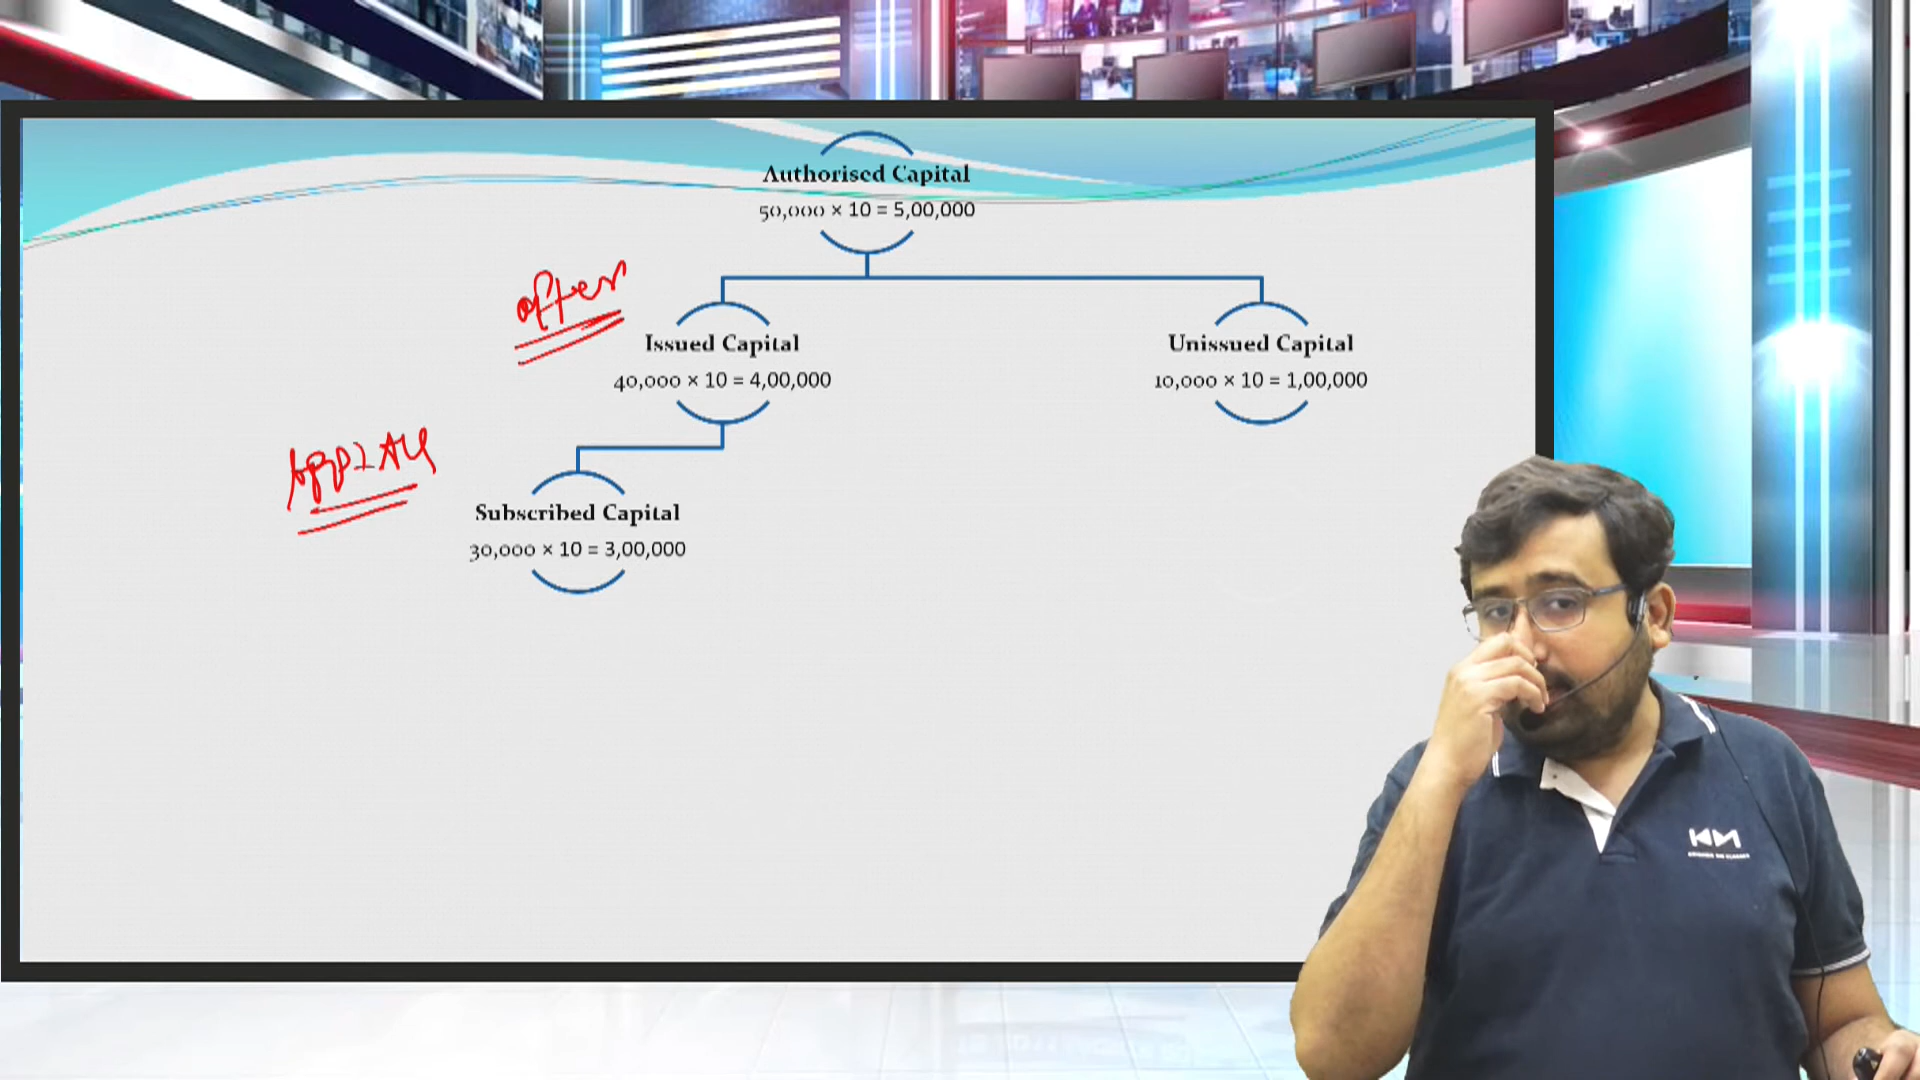 Authorised Capital
50,000 × 10 = 5,00,000
offer
Issued Capital
40,000 × 10 = 4,00,000
Unissued Capital
10,000 × 10 = 1,00,000
Subscribed Capital
30,000 × 10 = 3,00,000
KM